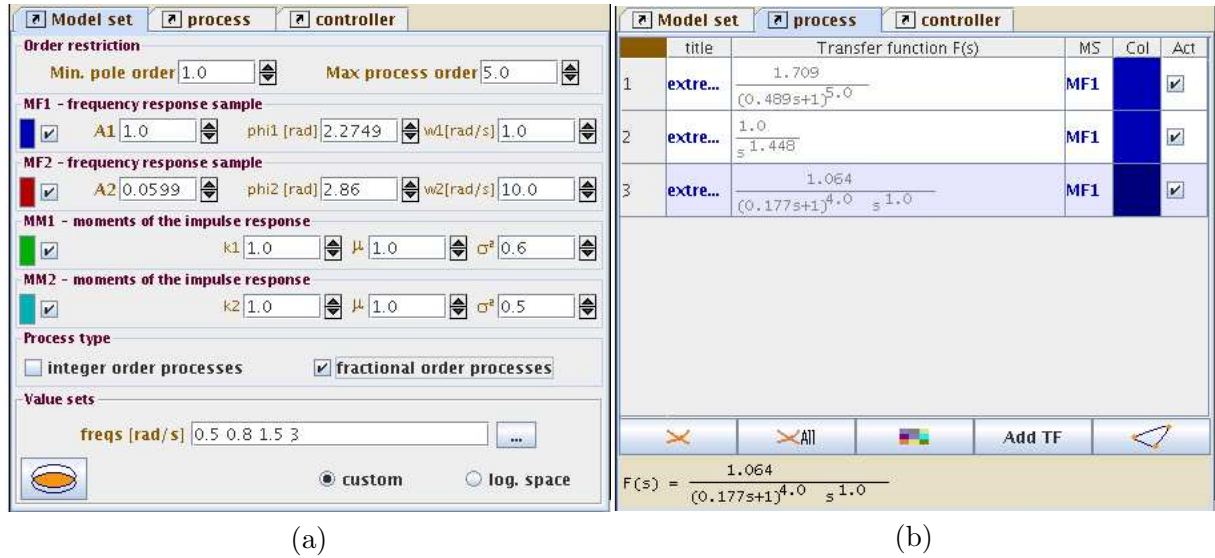 Model set process controller
Order restriction
Min. pole order 1.0 Max process order 5.0
MF1 - frequency response sample
A1 1.0 phi1 [rad] 2.2749 w1[rad/s] 1.0
MF2 - frequency response sample
A2 0.0599 phi2 [rad] 2.86 w2[rad/s] 10.0
MM1 - moments of the impulse response
k1 1.0 μ 1.0 σ² 0.6
MM2 - moments of the impulse response
k2 1.0 μ 1.0 σ² 0.5
Process type
integer order processes fractional order processes
Value sets
freqs [rad/s] 0.5 0.8 1.5 3 ...
custom log. space
(a)
Model set process controller
title Transfer function F(s) MS Col Act
1 extre... 1.709 MF1
(0.489s+1)^5.0
2 extre... 1.0 MF1
s^1.448
3 extre... 1.064 MF1
(0.177s+1)^4.0 s^1.0
All Add TF
F(s) = 1.064
(0.177s+1)^4.0 s^1.0
(b)